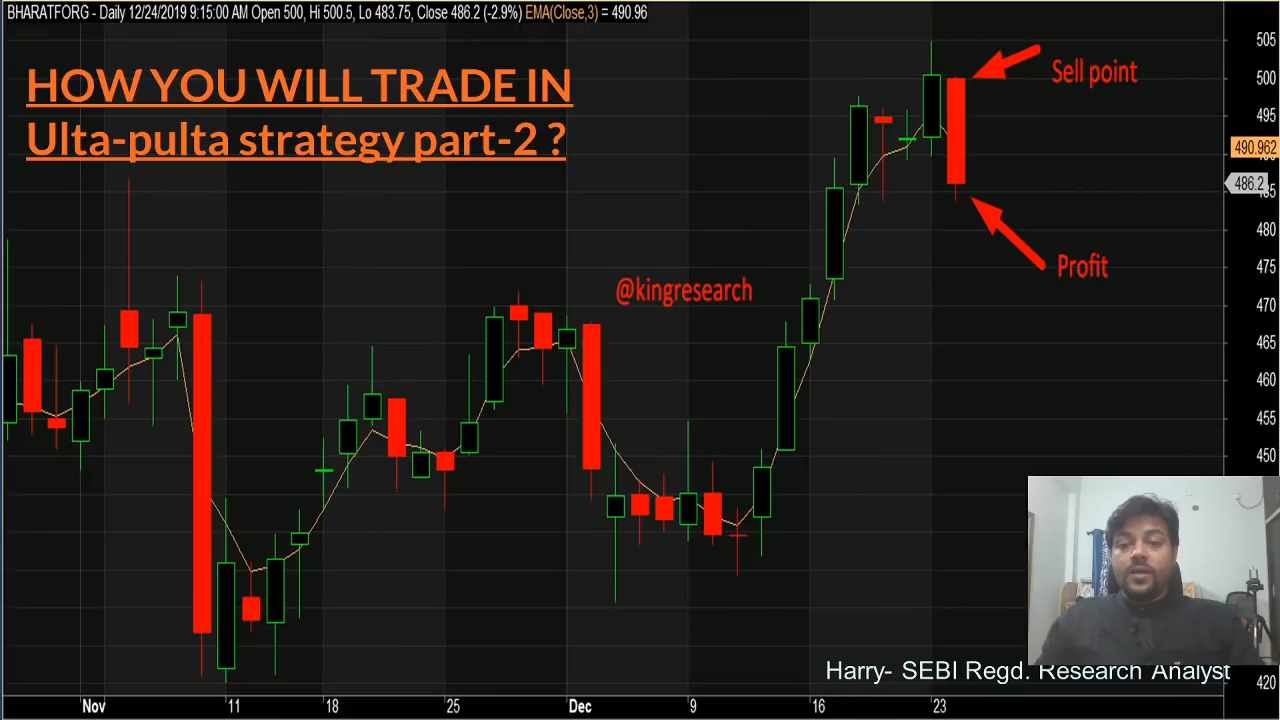 BHARATFORG - Daily 12/24/2019 9:15:00 AM Open 500, Hi 500.5, Lo 483.75, Close 486.2 (-2.9%) EMA(Close,3) = 490.96
HOW YOU WILL TRADE IN
Ulta-pulta strategy part-2 ?
Sell point
Profit
@kingresearch
505
500
495
490.962
486.2
485
480
475
470
465
460
455
450
420
Harry- SEBI Regd. Research Analyst
Nov
11
18
25
Dec
9
16
23